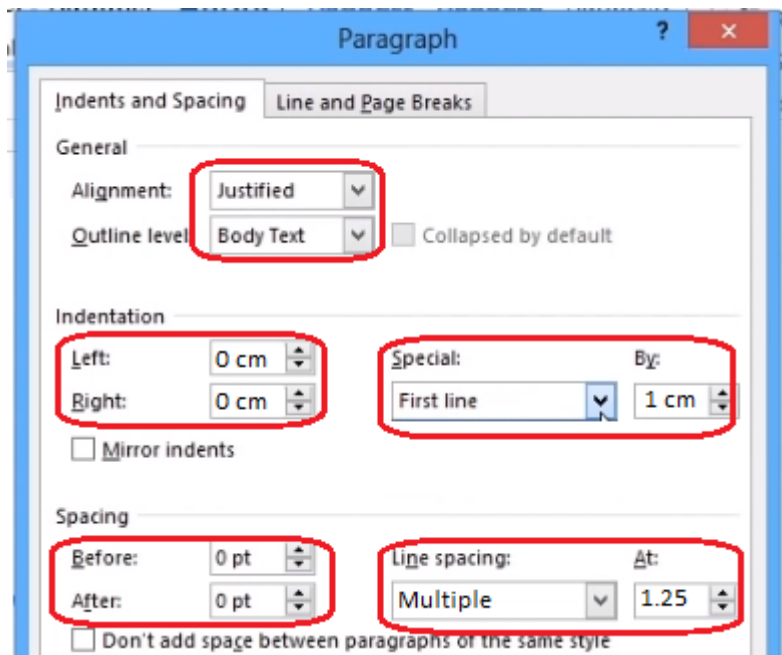 Paragraph ?
Indents and Spacing Line and Page Breaks
General
Alignment: Justified
Outline level Body Text Collapsed by default
Indentation
Left: 0 cm Special: By:
Right: 0 cm First line 1 cm
Mirror indents
Spacing
Before: 0 pt Line spacing: At:
After: 0 pt Multiple 1.25
Don't add space between paragraphs of the same style